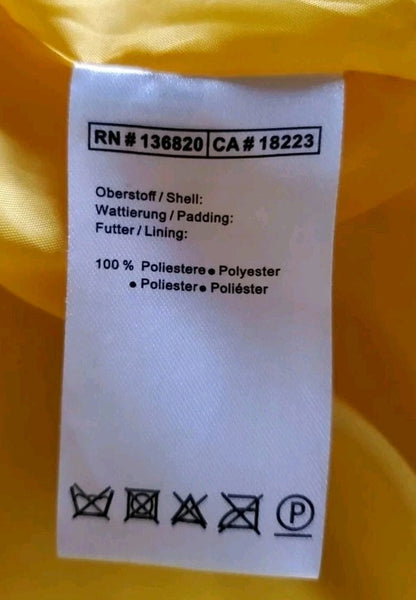 RN # 136820 CA # 18223
Oberstoff / Shell:
Wattierung / Padding:
Futter / Lining:
100 % Poliestere • Polyester
• Poliester • Poliéster
P